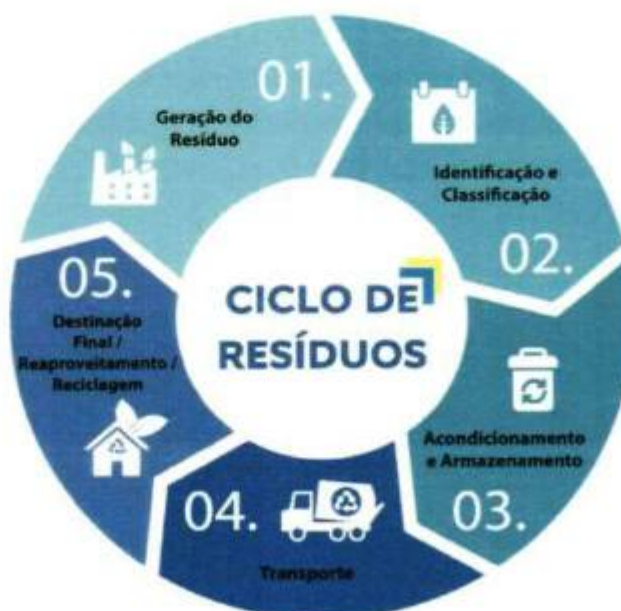 01.
Geração do
Resíduo
Identificação e
Classificação
02.
Acondicionamento
e Armazenamento
03.
04.
Transporte
05.
Destinação
Final /
Reaproveitamento /
Reciclagem
CICLO DE
RESÍDUOS